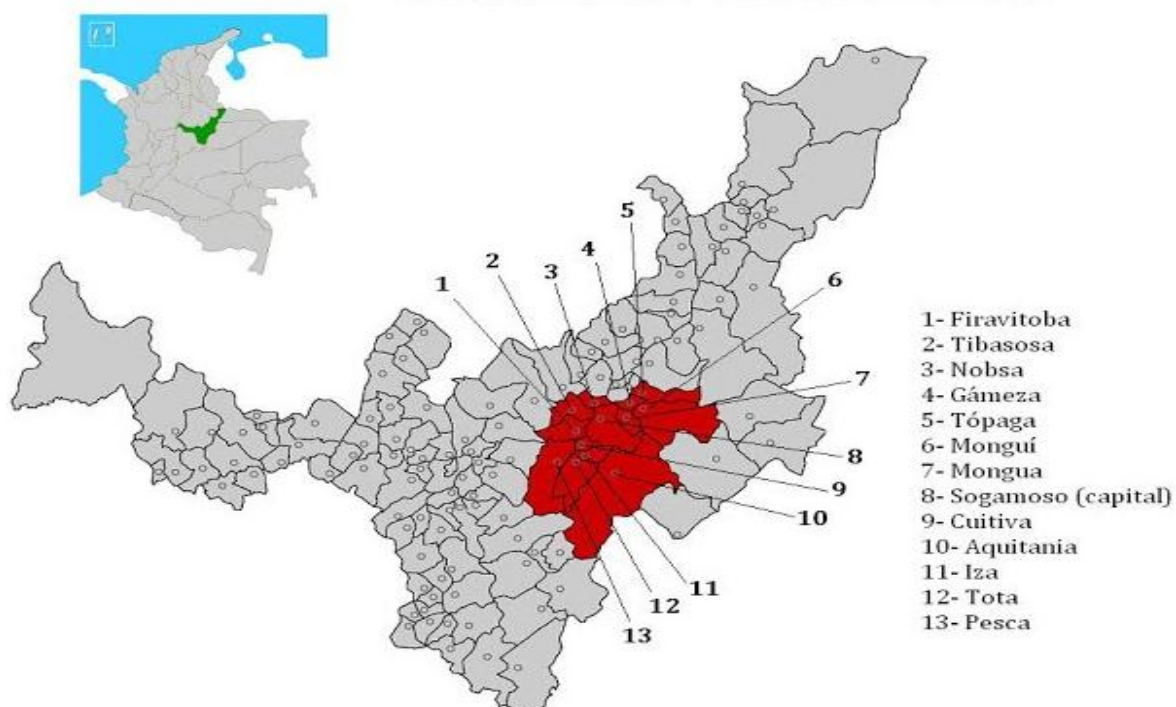 1
2
3
4
5
6
7
8
9
10
11
12
13
1- Firavitoba
2- Tibasosa
3- Nobsa
4- Gámeza
5- Tópaga
6- Monguí
7- Mongua
8- Sogamoso (capital)
9- Cuitiva
10- Aquitania
11- Iza
12- Tota
13- Pesca